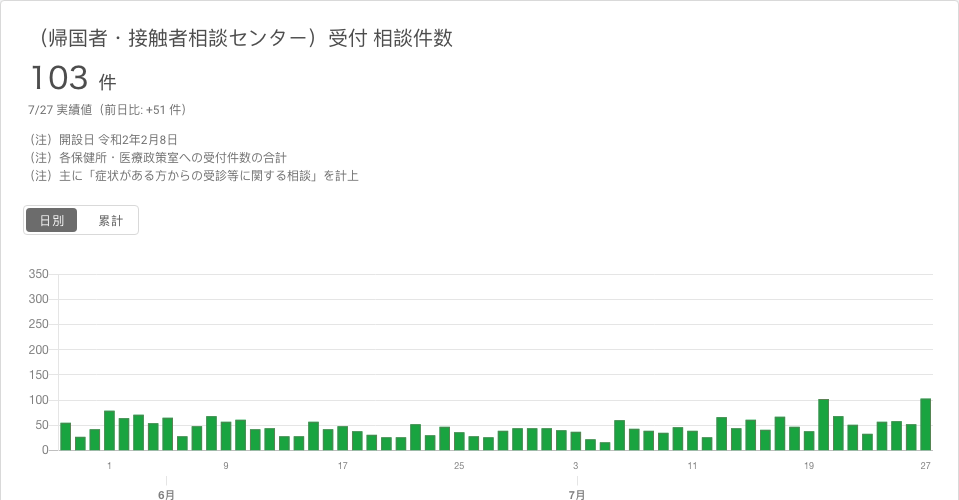 （帰国者・接触者相談センター）受付 相談件数
103 件
7/27 実績値（前日比: +51 件）
（注）開設日 令和2年2月8日
（注）各保健所・医療政策室への受付件数の合計
（注）主に「症状がある方からの受診等に関する相談」を計上
日別 累計
350
300
250
200
150
100
50
0
1 9 17 25 3 11 19 27
6月 7月